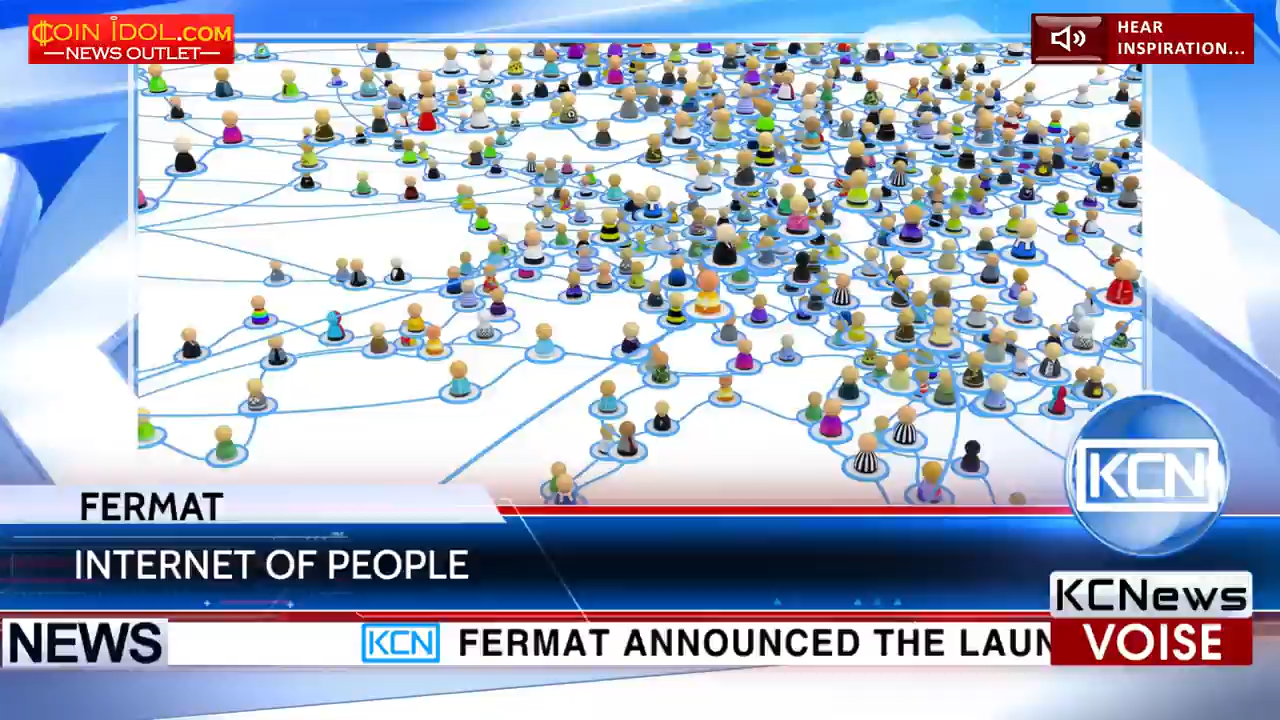 COIN IDOL.COM
NEWS OUTLET
HEAR
INSPIRATION...
KCN
FERMAT
INTERNET OF PEOPLE
KCNews
VOISE
NEWS
KCN FERMAT ANNOUNCED THE LAUN